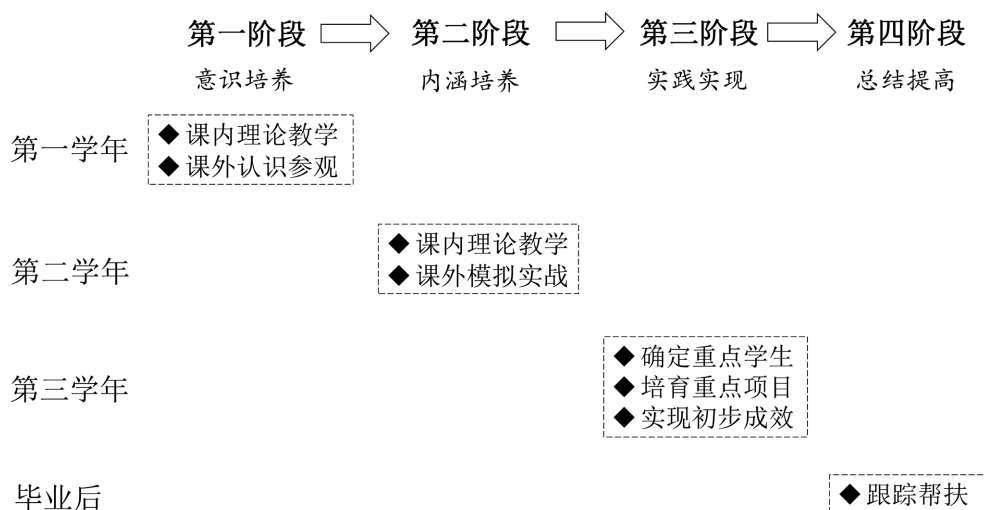 第一阶段 第二阶段 第三阶段 第四阶段
意识培养 内涵培养 实践实现 总结提高
第一学年
◆ 课内理论教学
◆ 课外认识参观
第二学年
◆ 课内理论教学
◆ 课外模拟实战
第三学年
◆ 确定重点学生
◆ 培育重点项目
◆ 实现初步成效
毕业后
◆ 跟踪帮扶